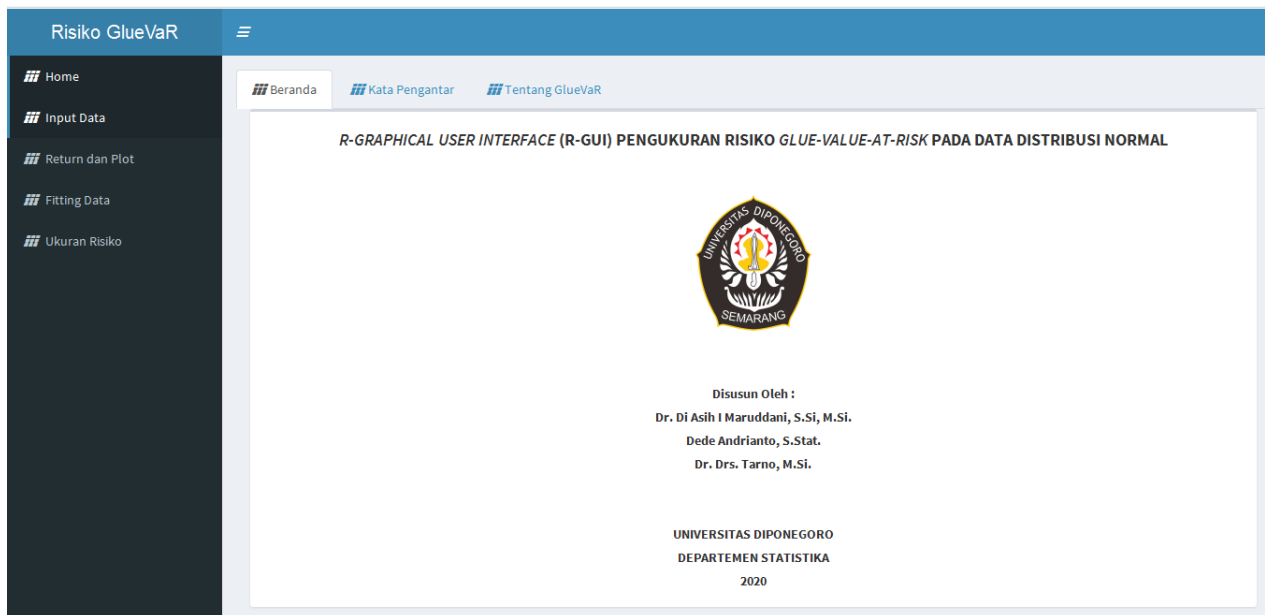 Risiko GlueVaR
Home
Input Data
Return dan Plot
Fitting Data
Ukuran Risiko
Beranda
Kata Pengantar
Tentang GlueVaR
R-GRAPHICAL USER INTERFACE (R-GUI) PENGUKURAN RISIKO GLUE-VALUE-AT-RISK PADA DATA DISTRIBUSI NORMAL
UNIVERSITAS DIPONEGORO
SEMARANG
Disusun Oleh :
Dr. Di Asih I Maruddani, S.Si, M.Si.
Dede Andrianto, S.Stat.
Dr. Drs. Tarno, M.Si.
UNIVERSITAS DIPONEGORO
DEPARTEMEN STATISTIKA
2020